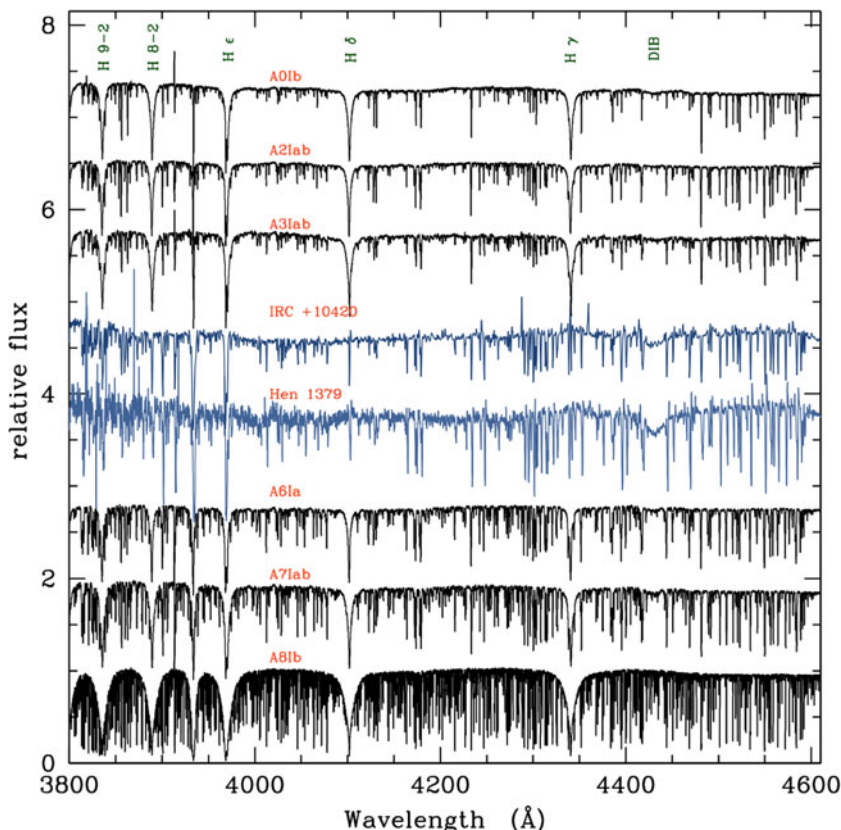 H 9-2
H 8-2
H ϵ
H δ
H γ
DIB
8
A0Ib
A2Iab
6
A3Iab
IRC +10420
relative flux
4
Hen 1379
A6Ia
2
A7Iab
A8Ib
0
3800 4000 4200 4400 4600
Wavelength (Å)